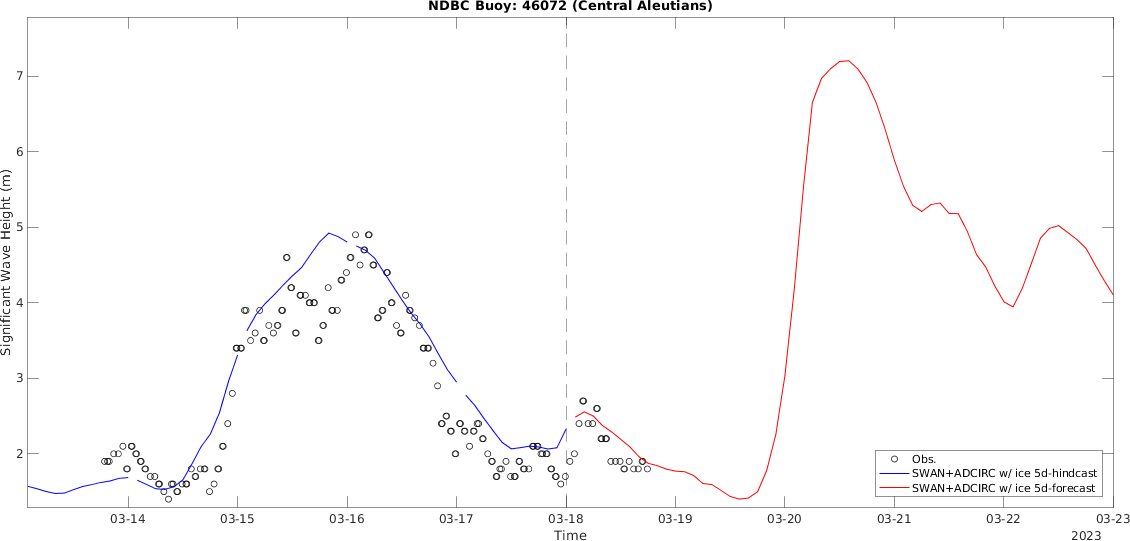 NDBC Buoy: 46072 (Central Aleutians)
Significant Wave Height (m)
7
6
5
4
3
2
Obs.
SWAN+ADCIRC w/ ice 5d-hindcast
SWAN+ADCIRC w/ ice 5d-forecast
03-14 03-15 03-16 03-17 03-18 03-19 03-20 03-21 03-22 03-23
Time
2023